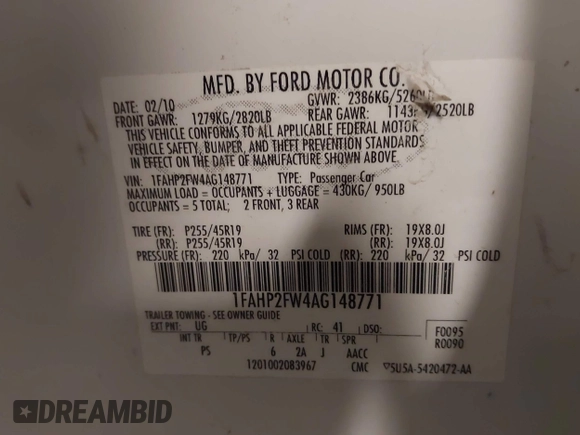 MFD. BY FORD MOTOR CO.
DATE: 02/10 GVWR: 2386KG/5260L
FRONT GAWR: 1279KG/2820LB REAR GAWR: 1143 /2520LB
THIS VEHICLE CONFORMS TO ALL APPLICABLE FEDERAL MOTOR
VEHICLE SAFETY, BUMPER, AND THEFT PREVENTION STANDARDS
IN EFFECT ON THE DATE OF MANUFACTURE SHOWN ABOVE.
VIN: 1FAHP2FW4AG148771 TYPE: Passenger Car
MAXIMUM LOAD = OCCUPANTS + LUGGAGE = 430KG/ 950LB
OCCUPANTS = 5 TOTAL; 2 FRONT, 3 REAR
TIRE (FR): P255/45R19 RIMS (FR): 19X8.0J
(RR): P255/45R19 (RR): 19X8.0J
PRESSURE (FR): 220 kPa/ 32 PSI COLD (RR): 220 kPa/ 32 PSI COLD
1FAHP2FW4AG148771
TRAILER TOWING - SEE OWNER GUIDE
EXT PNT: UG RC: 41 DSO: F0095
INT TR TP/PS R AXLE TR SPR R0090
PS 6 2A J AACC
1201002083967 CMC ▽5U5A-5420472-AA
DREAMBID